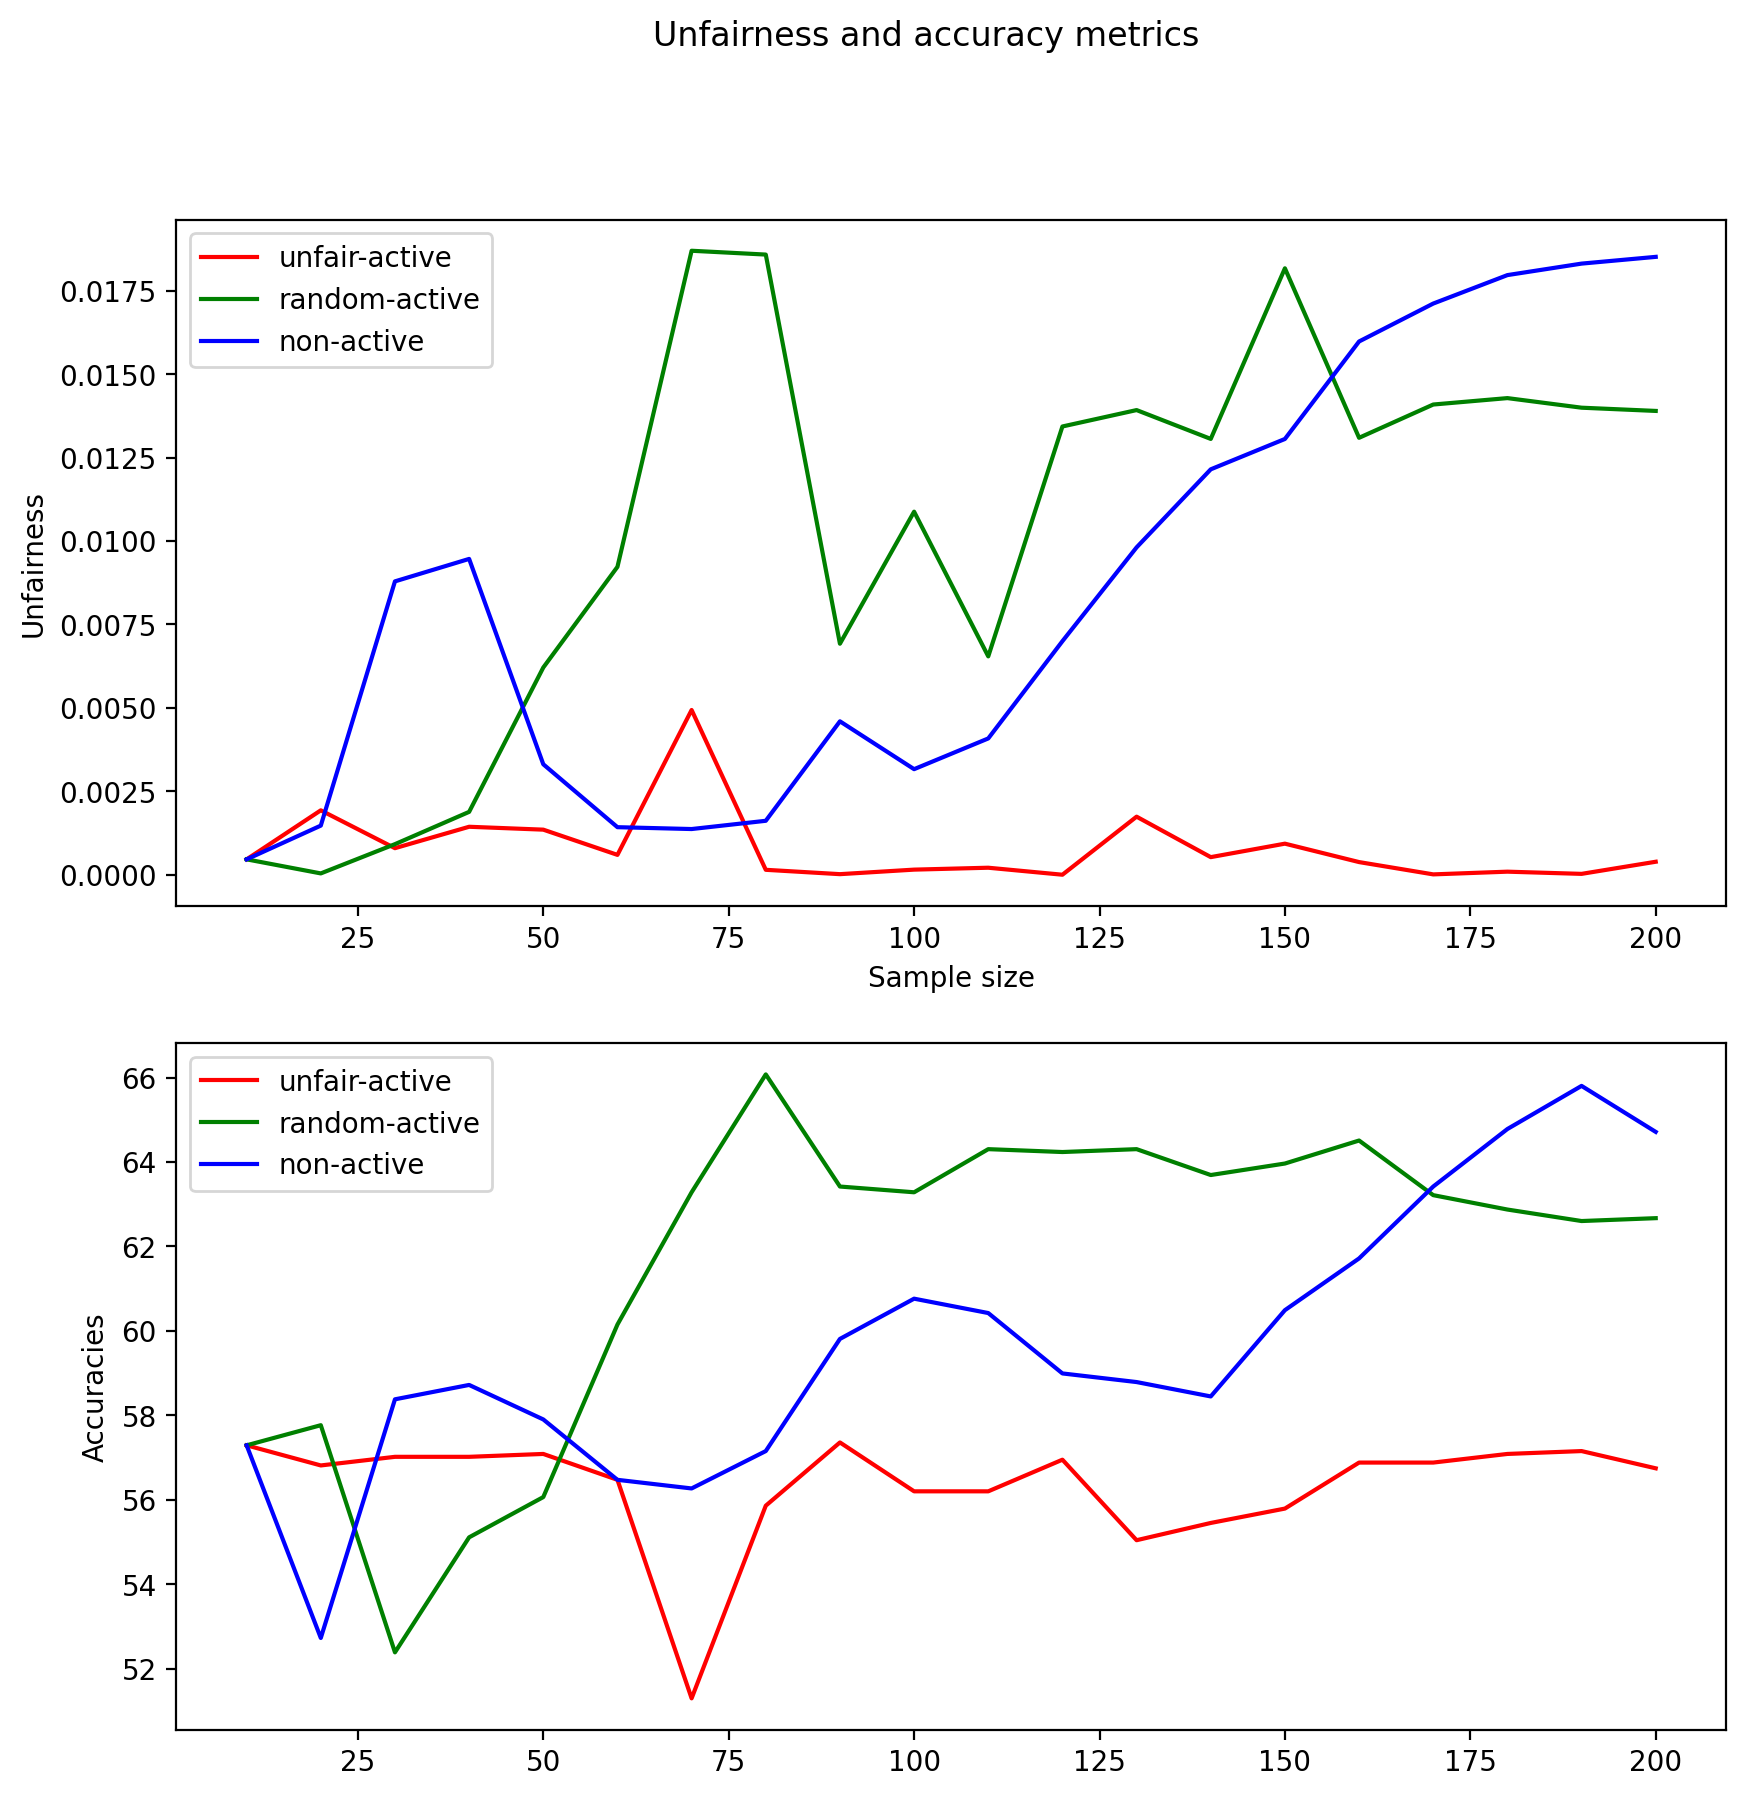 Unfairness and accuracy metrics
unfair-active
random-active
non-active
0.0175
0.0150
0.0125
0.0100
0.0075
0.0050
0.0025
0.0000
Unfairness
25 50 75 100 125 150 175 200
Sample size
unfair-active
random-active
non-active
66
64
62
60
58
56
54
52
Accuracies
25 50 75 100 125 150 175 200